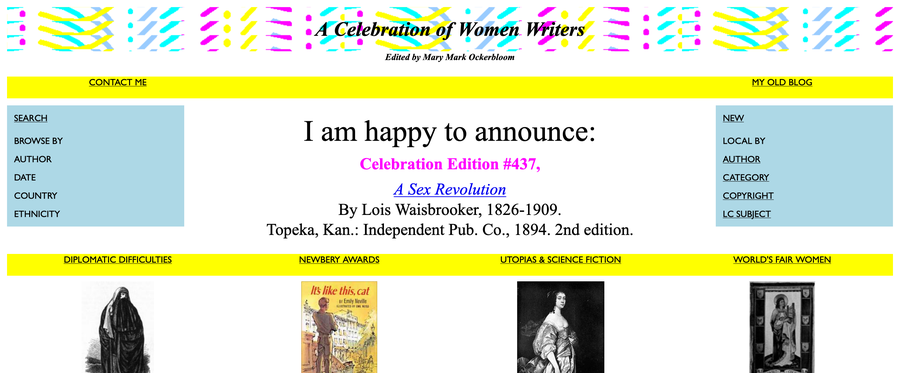 A Celebration of Women Writers
Edited by Mary Mark Ockerbloom
CONTACT ME
MY OLD BLOG
SEARCH
BROWSE BY
AUTHOR
DATE
COUNTRY
ETHNICITY
I am happy to announce:
Celebration Edition #437,
A Sex Revolution
By Lois Waisbrooker, 1826-1909.
Topeka, Kan.: Independent Pub. Co., 1894. 2nd edition.
NEW
LOCAL BY
AUTHOR
CATEGORY
COPYRIGHT
LC SUBJECT
DIPLOMATIC DIFFICULTIES
NEWBERY AWARDS
UTOPIAS & SCIENCE FICTION
WORLD'S FAIR WOMEN
It's like this, cat
by Emily Neville